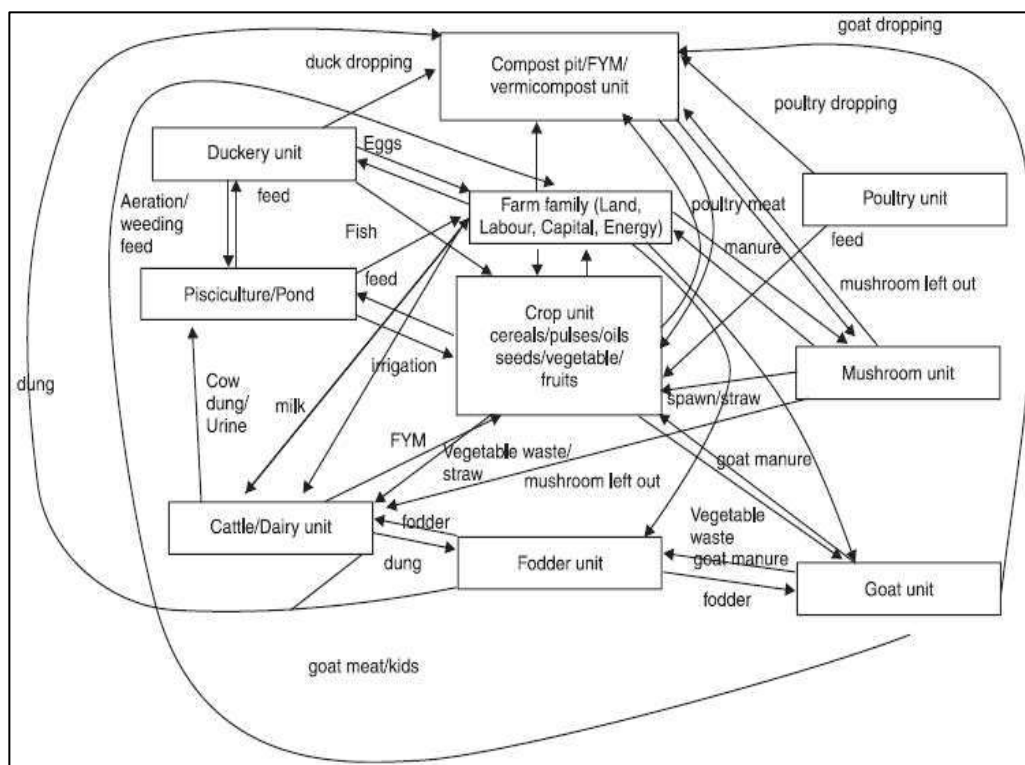 goat dropping
Compost pit/FYM/
vermicompost unit
duck dropping
poultry dropping
Duckery unit
Eggs
Poultry unit
Farm family (Land,
Labour, Capital, Energy)
poultry meat
feed
Aeration/
weeding
feed
Fish
manure
feed
mushroom left out
feed
Pisciculture/Pond
Crop unit
cereals/pulses/oils
seeds/vegetable/
fruits
irrigation
Mushroom unit
dung
Cow
dung/
Urine
milk
spawn/straw
FYM
Vegetable waste/
straw
goat manure
mushroom left out
Cattle/Dairy unit
fodder
Vegetable
waste
goat manure
dung
Fodder unit
Goat unit
fodder
goat meat/kids